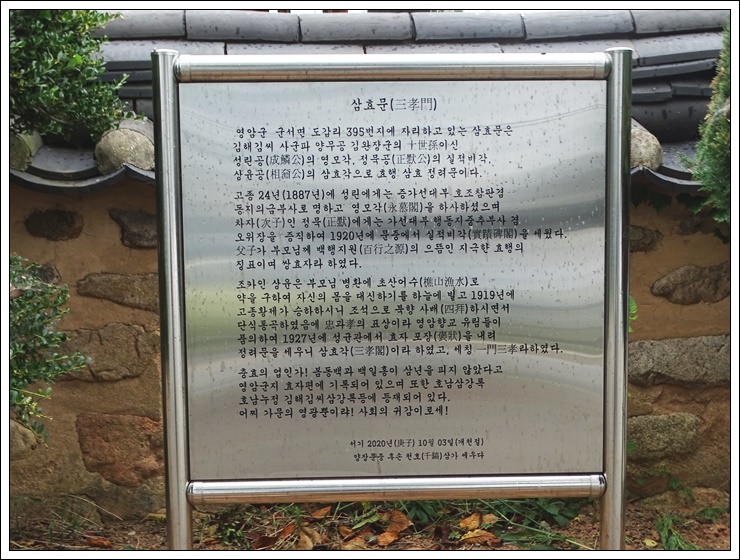 삼효문(三孝門)
영암군 군서면 도갑리 395번지에 자리하고 있는 삼효문은
김해김씨 사군파 양무공 김완장군의 十世孫이신
성린공(成鱗公)의 영모각, 정묵공(正默公)의 실적비각,
상윤공(相奫公)의 삼효각으로 효행 삼효 정려문이다.
고종 24년(1887년)에 성린에게는 증가선대부 호조참판겸
동치의금부사로 명하고 영모각(永慕閣)을 하사하셨으며
차자(次子)인 정묵(正默)에게는 가선대부 행동지중추부사 겸
오위장을 증직하여 1920년에 문중에서 실적비각(實蹟碑閣)을 세웠다.
父子가 부모님께 백행지원(百行之源)의 으뜸인 지극한 효행의
징표이며 쌍효자라 하였다.
조카인 상윤은 부모님 병환에 초산어수(樵山漁水)로
약을 구하여 자신의 몸을 대신하기를 하늘에 빌고 1919년에
고종황제가 승하하시니 조석으로 북향 사배(四拜)하시면서
단식통곡하였음에 忠과孝의 표상이라 영암향교 유림들이
품의하여 1927년에 성균관에서 효자 포장(褒狀)을 내려
정려문을 세우니 삼효각(三孝閣)이라 하였고, 세칭 一門三孝라하였다.
충효의 업인가! 봄동백과 백일홍이 삼년을 피지 않았다고
영암군지 효자편에 기록되어 있으며 또한 호남삼강록
호남누정 김해김씨삼강록등에 등재되어 있다.
어찌 가문의 영광뿐이랴! 사회의 귀감이로세!
서기 2020년(庚子) 10월 03일(개천절)
양장문중 후손 천호(千鎬)삼가 세우다